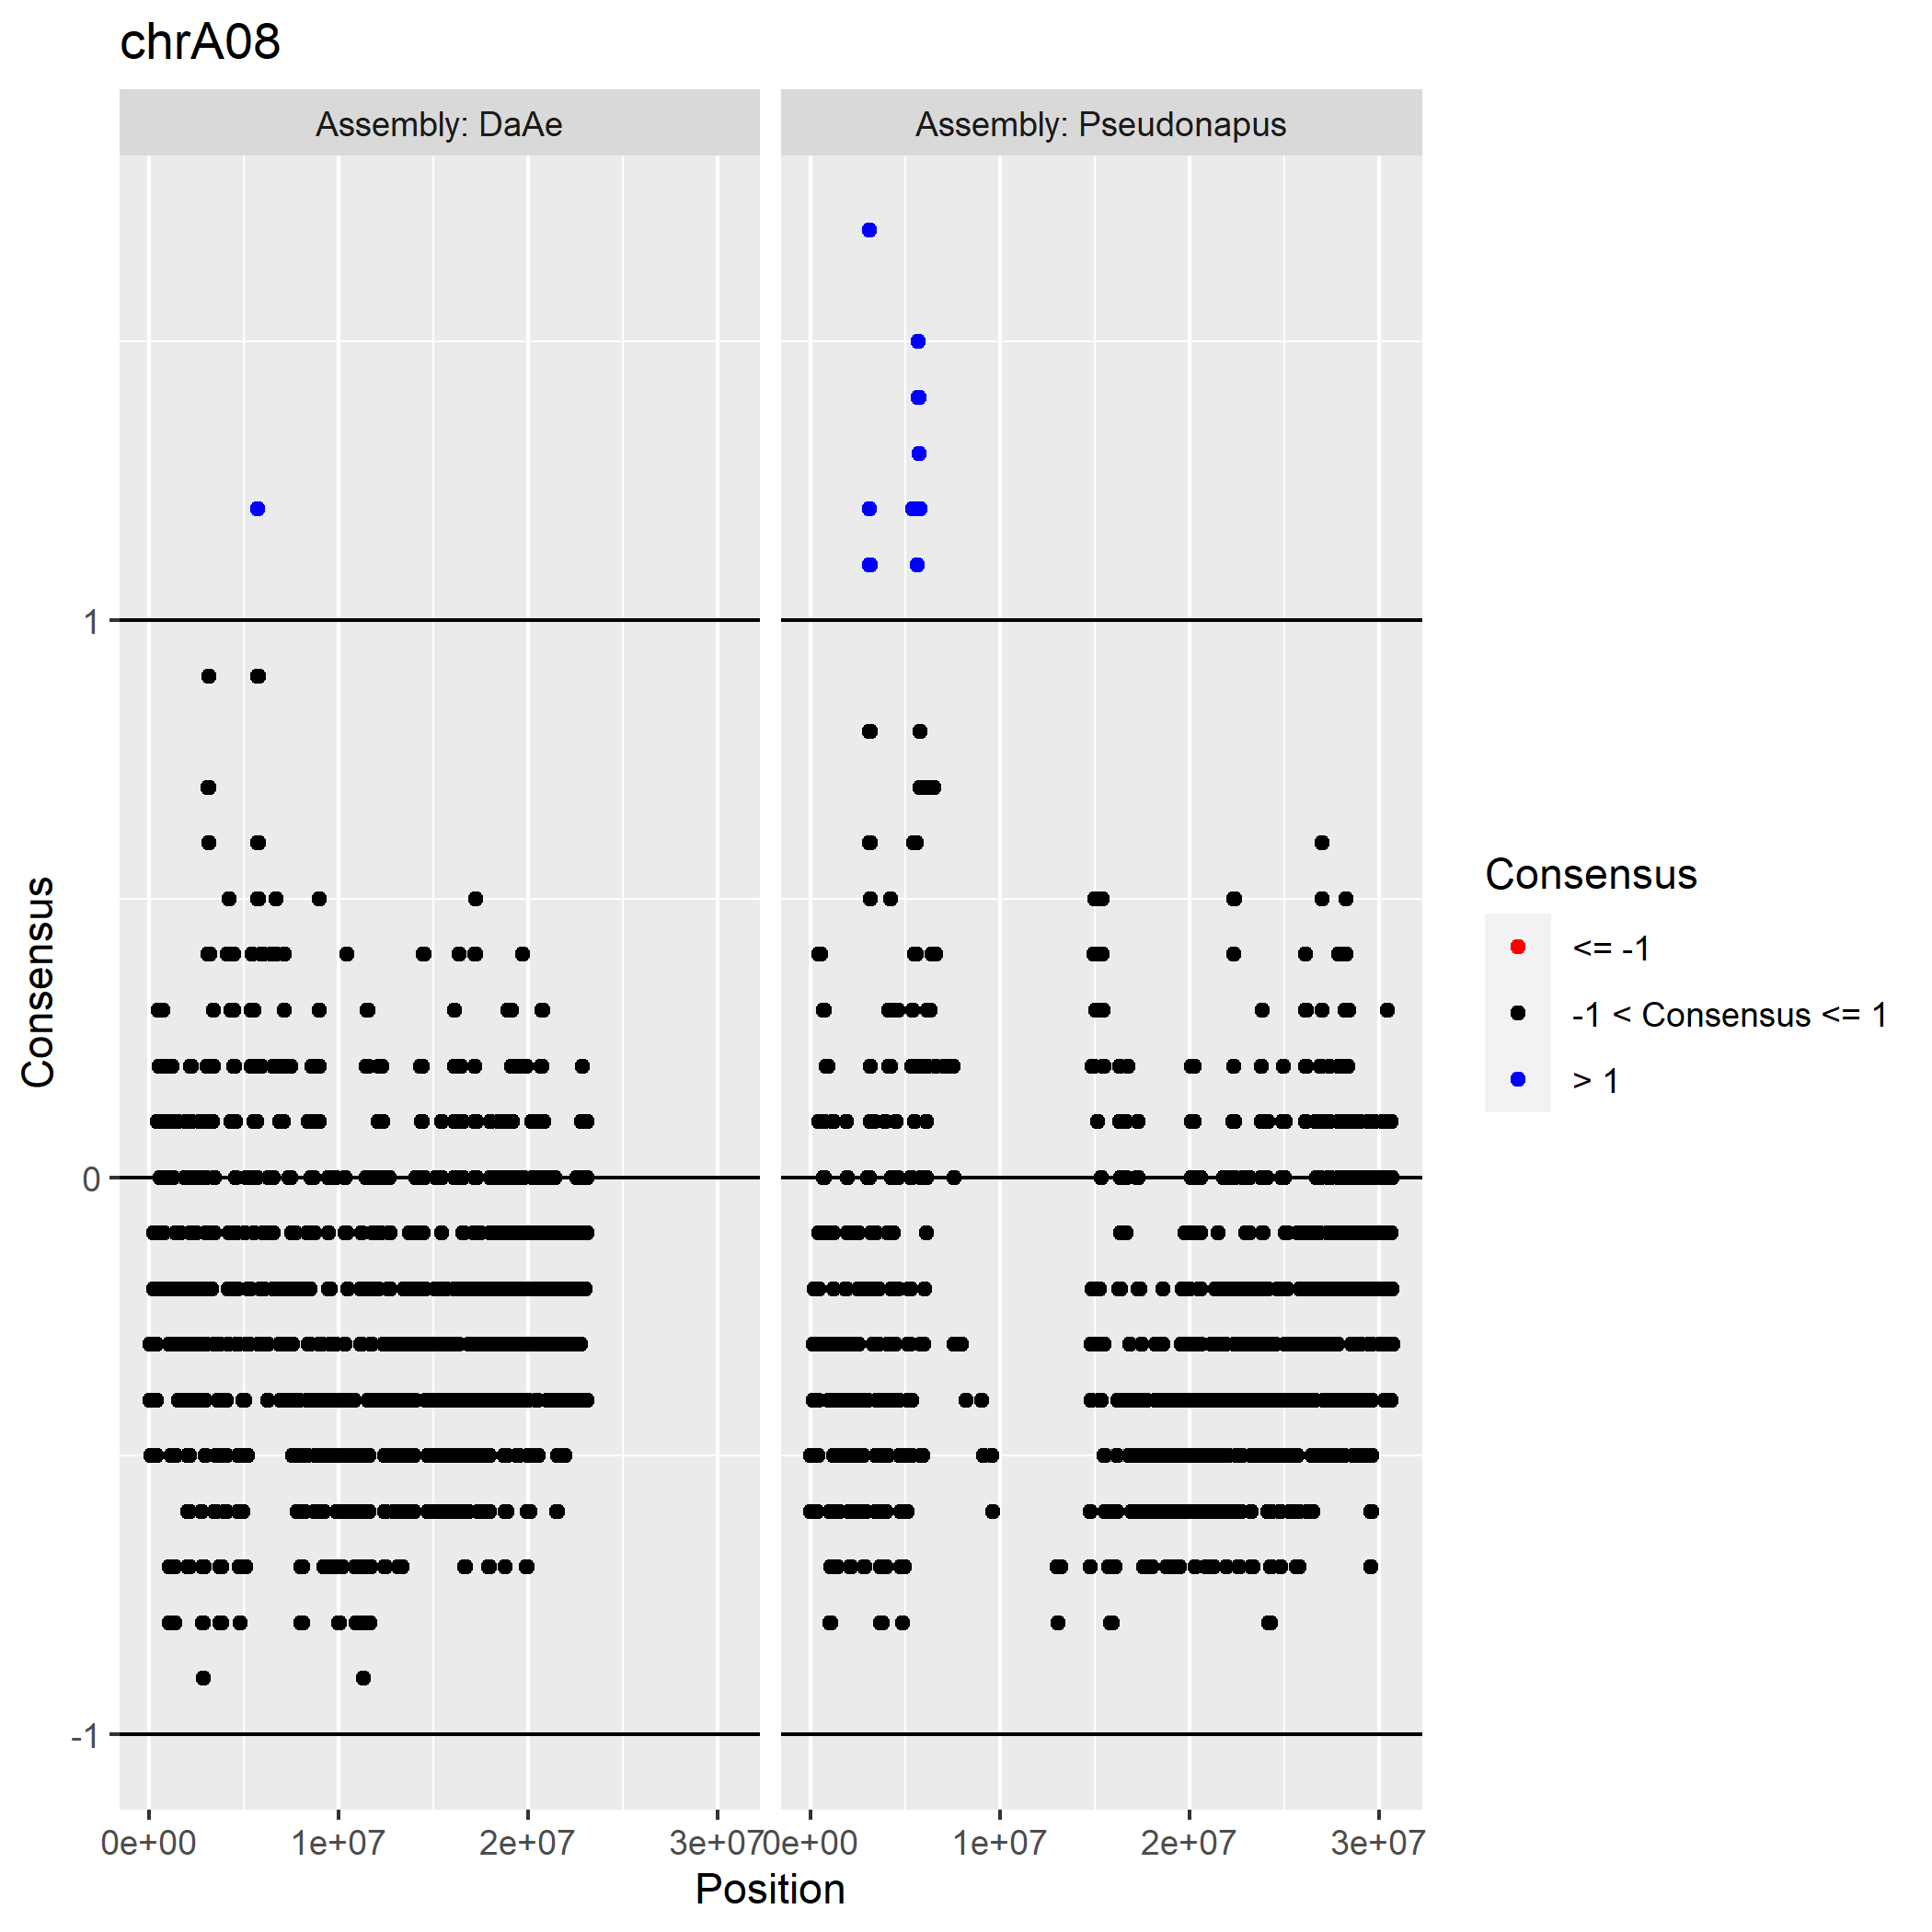 chrA08
Assembly: DaAe
Assembly: Pseudonapus
1
0
-1
Consensus
0e+00
1e+07
2e+07
3e+07
0e+00
1e+07
2e+07
3e+07
Position
Consensus
<= -1
-1 < Consensus <= 1
> 1